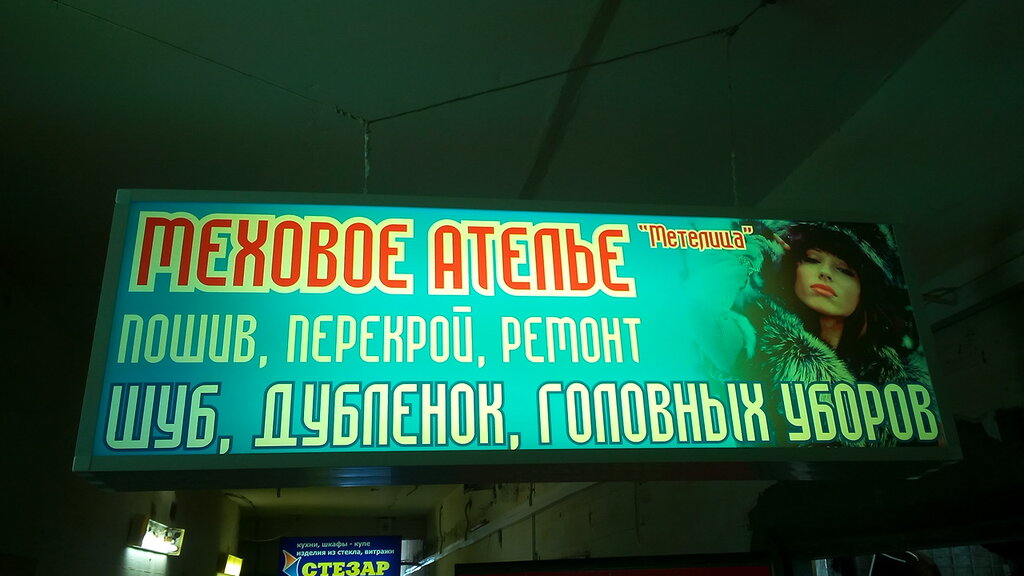 МЕХОВОЕ АТЕЛЬЕ "Метелица"
ПОШИВ, ПЕРЕКРОЙ, РЕМОНТ
ШУБ, ДУБЛЕНОК, ГОЛОВНЫХ УБОРОВ
кухни, шкафы - купе
изделия из стекла, витражи
СТЕЗАР